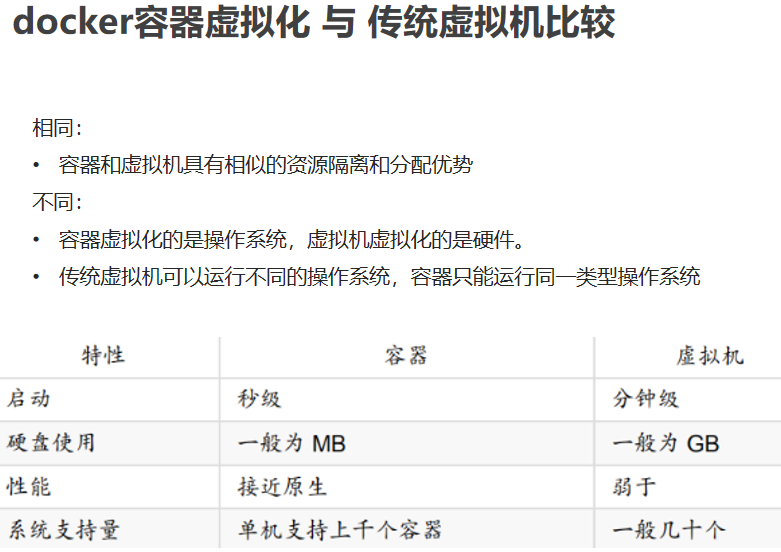 docker容器虚拟化 与 传统虚拟机比较
相同：
• 容器和虚拟机具有相似的资源隔离和分配优势
不同：
• 容器虚拟化的是操作系统，虚拟机虚拟化的是硬件。
• 传统虚拟机可以运行不同的操作系统，容器只能运行同一类型操作系统
特性 容器 虚拟机
启动 秒级 分钟级
硬盘使用 一般为 MB 一般为 GB
性能 接近原生 弱于
系统支持量 单机支持上千个容器 一般几十个